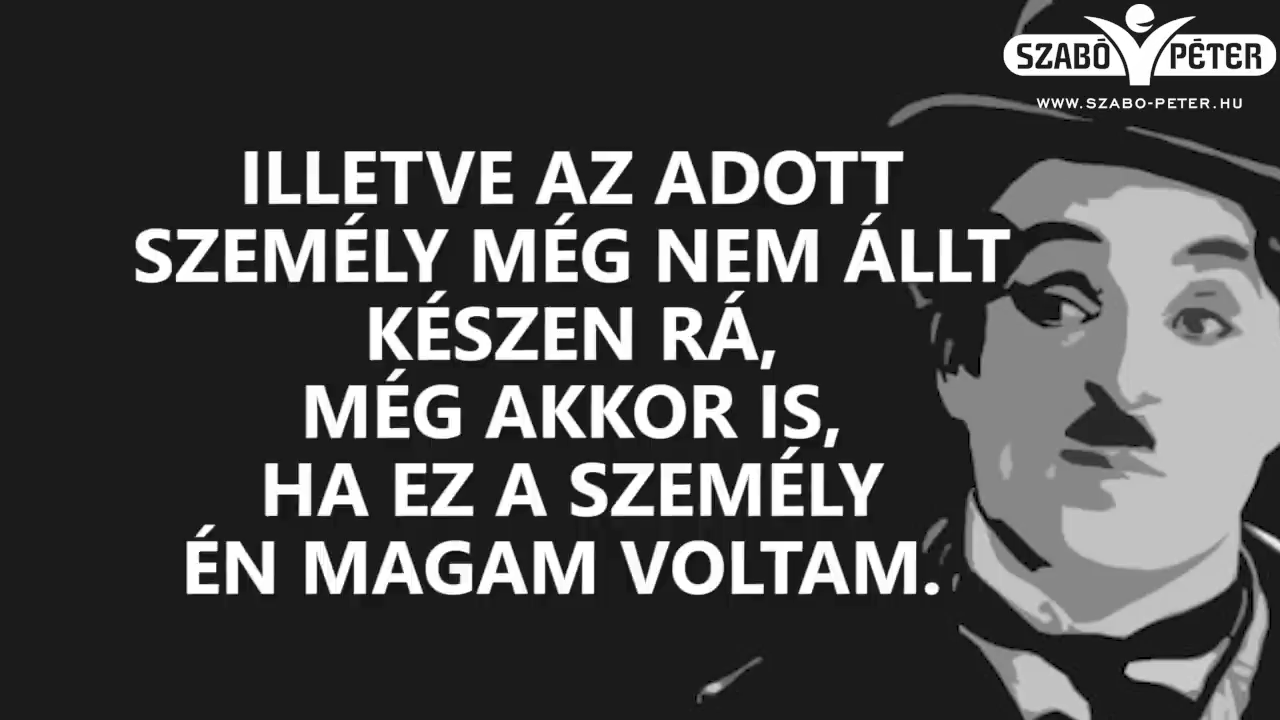 SZABÓ PÉTER
WWW.SZABO-PETER.HU
ILLETVE AZ ADOTT
SZEMÉLY MÉG NEM ÁLLT
KÉSZEN RÁ,
MÉG AKKOR IS,
HA EZ A SZEMÉLY
ÉN MAGAM VOLTAM.